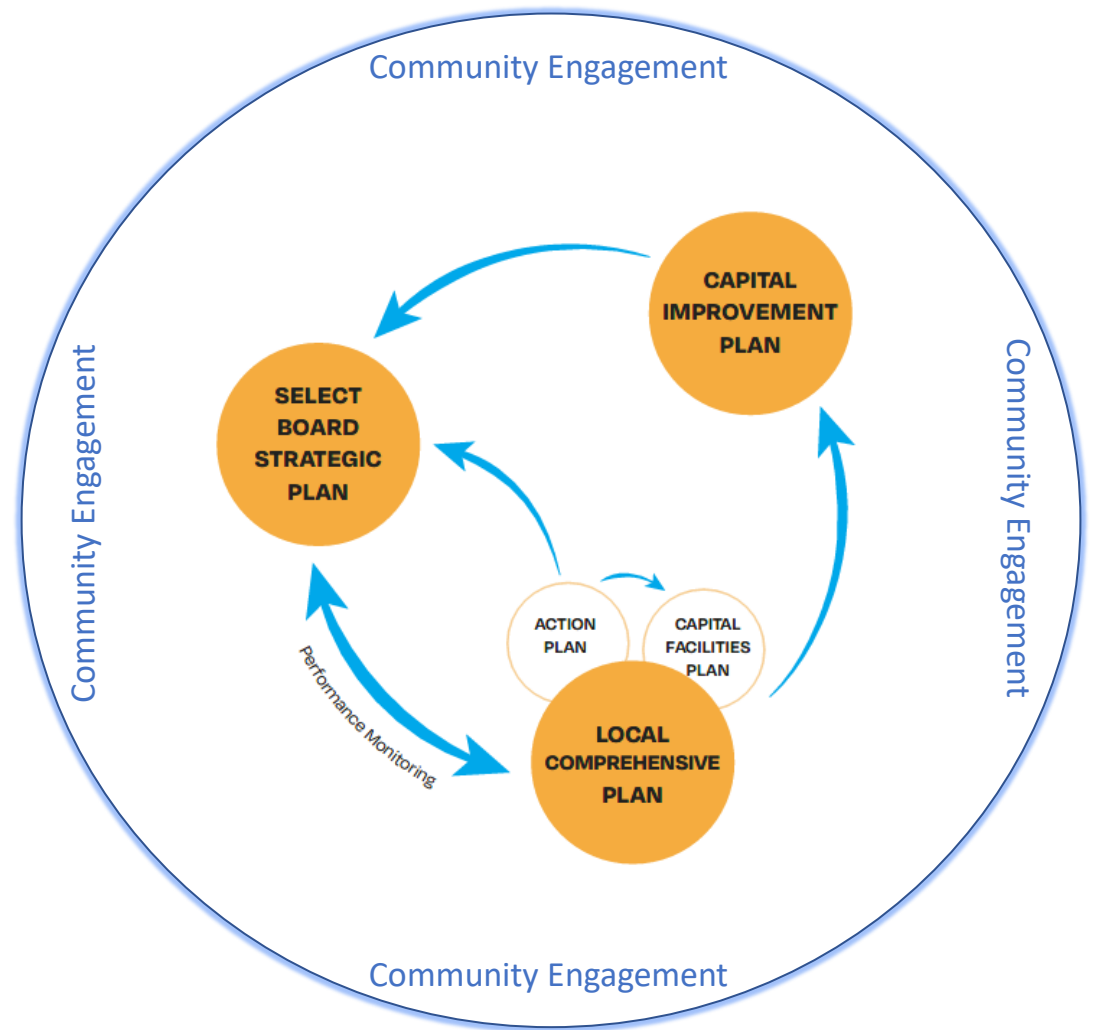 Community Engagement
CAPITAL
IMPROVEMENT
PLAN
Community Engagement
SELECT
BOARD
STRATEGIC
PLAN
Community Engagement
ACTION
PLAN
CAPITAL
FACILITIES
PLAN
Performance Monitoring
LOCAL
COMPREHENSIVE
PLAN
Community Engagement